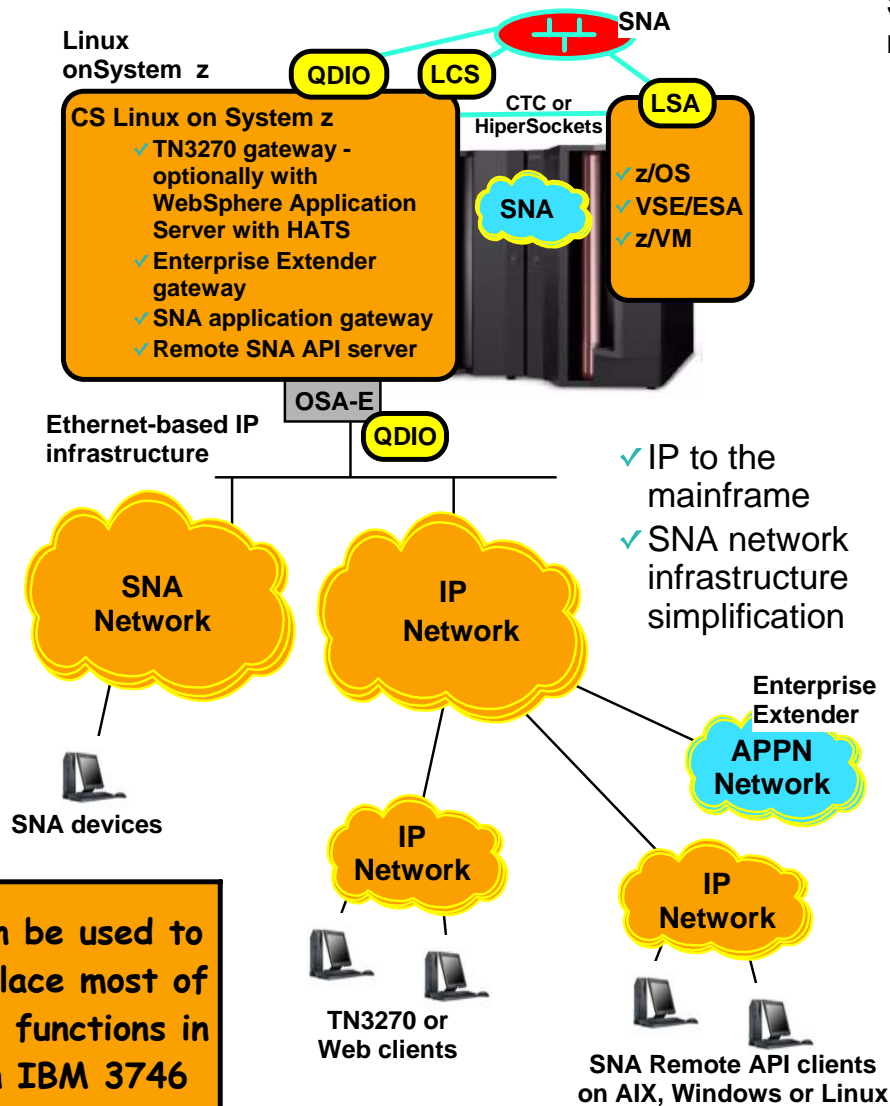 SNA
Linux
onSystem z
QDIO
LCS
CTC or
HiperSockets
LSA
CS Linux on System z
✓ TN3270 gateway -
optionally with
WebSphere Application
Server with HATS
✓ Enterprise Extender
gateway
✓ SNA application gateway
✓ Remote SNA API server
SNA
✓ z/OS
✓ VSE/ESA
✓ z/VM
OSA-E
QDIO
Ethernet-based IP
infrastructure
✓ IP to the
mainframe
✓ SNA network
infrastructure
simplification
SNA
Network
IP
Network
Enterprise
Extender
APPN
Network
SNA devices
IP
Network
IP
Network
be used to
most of
functions in
IBM 3746
TN3270 or
Web clients
SNA Remote API clients
on AIX, Windows or Linux